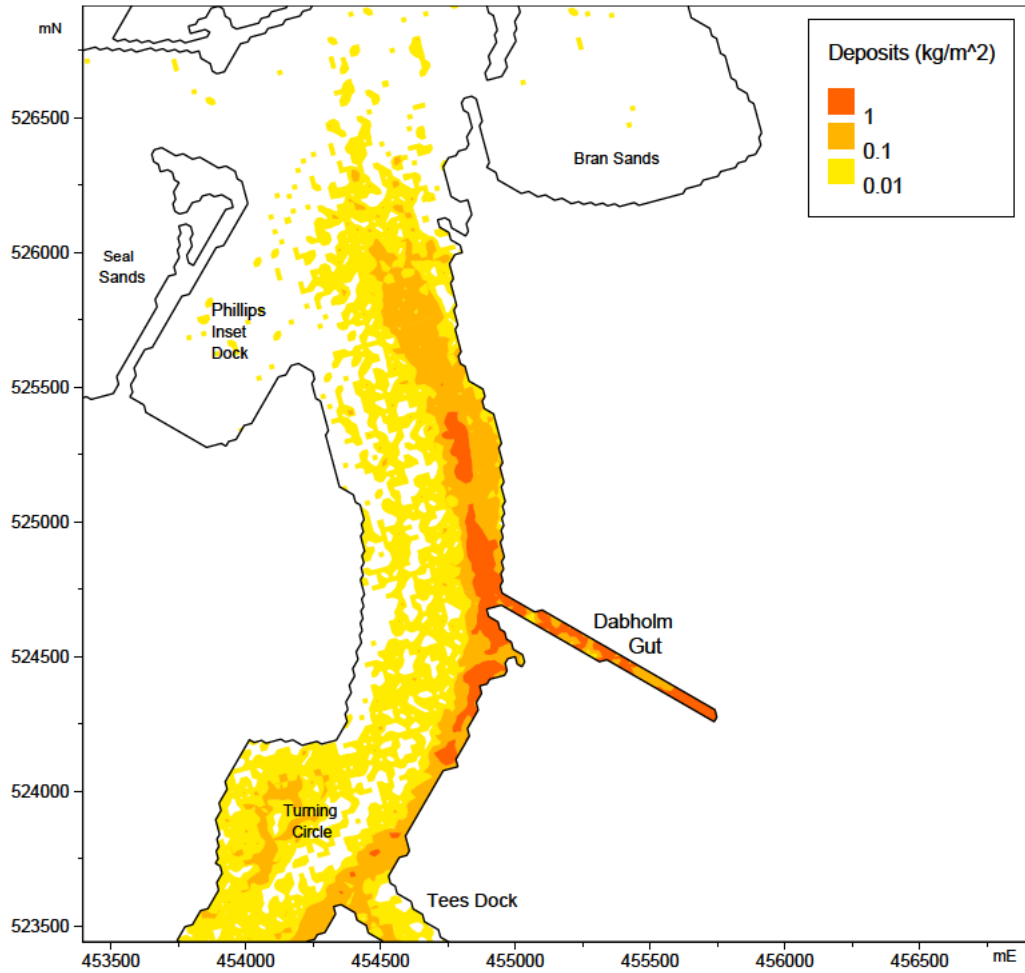 mN
Deposits (kg/m^2)
1
0.1
0.01
526500
526000
525500
525000
524500
524000
523500
Bran Sands
Seal
Sands
Phillips
Inset
Dock
Dabholm
Gut
Turning
Circle
Tees Dock
453500 454000 454500 455000 455500 456000 456500 mE